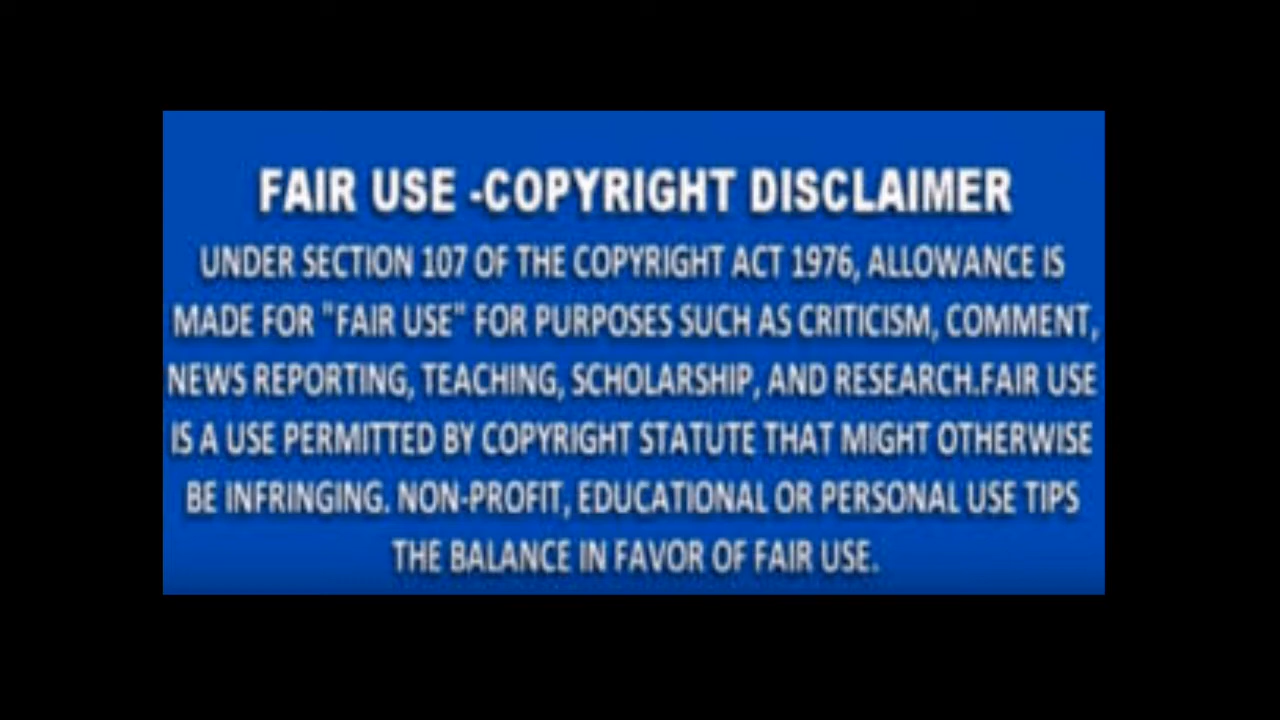 FAIR USE -COPYRIGHT DISCLAIMER
UNDER SECTION 107 OF THE COPYRIGHT ACT 1976, ALLOWANCE IS
MADE FOR "FAIR USE" FOR PURPOSES SUCH AS CRITICISM, COMMENT,
NEWS REPORTING, TEACHING, SCHOLARSHIP, AND RESEARCH.FAIR USE
IS A USE PERMITTED BY COPYRIGHT STATUTE THAT MIGHT OTHERWISE
BE INFRINGING. NON-PROFIT, EDUCATIONAL OR PERSONAL USE TIPS
THE BALANCE IN FAVOR OF FAIR USE.